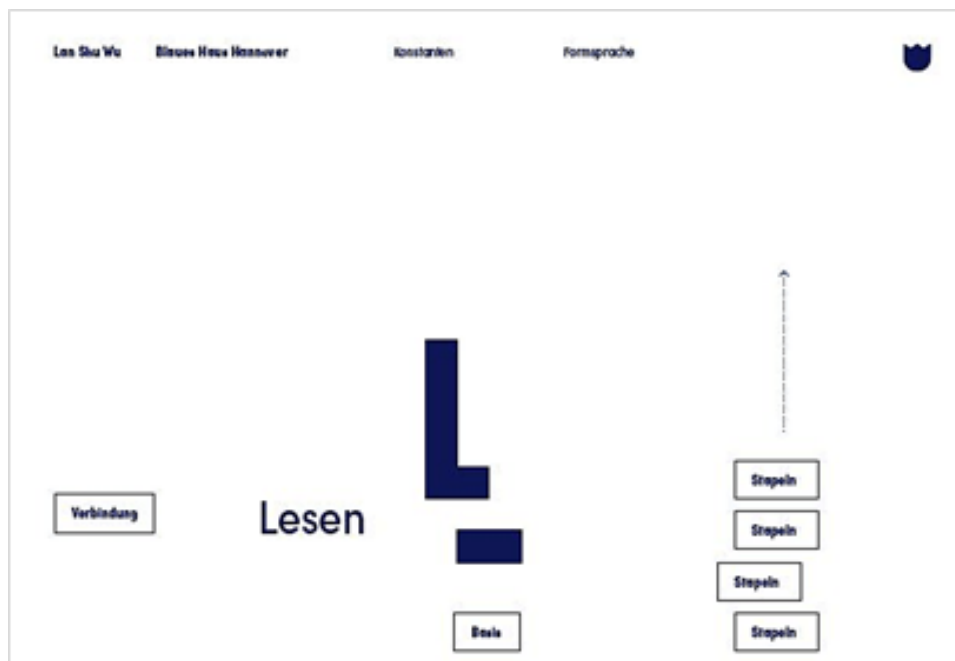 Lan Shu Wu Blaues Haus Hannover Konstanten Formsprache
Stapeln
Verbindung Lesen
Stapeln
Stapeln
Basis Stapeln